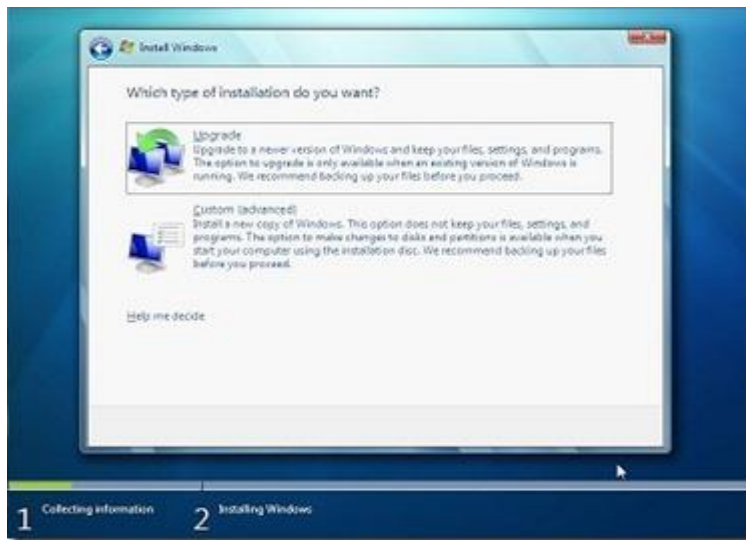 Install Windows
Which type of installation do you want?
Upgrade
Upgrade to a newer version of Windows and keep your files, settings, and programs.
The option to upgrade is only available when an existing version of Windows is
running. We recommend backing up your files before you proceed.
Custom (advanced)
Install a new copy of Windows. This option does not keep your files, settings, and
programs. The option to make changes to disks and partitions is available when you
start your computer using the installation disc. We recommend backing up your files
before you proceed.
Help me decide
1 Collecting information
2 Installing Windows